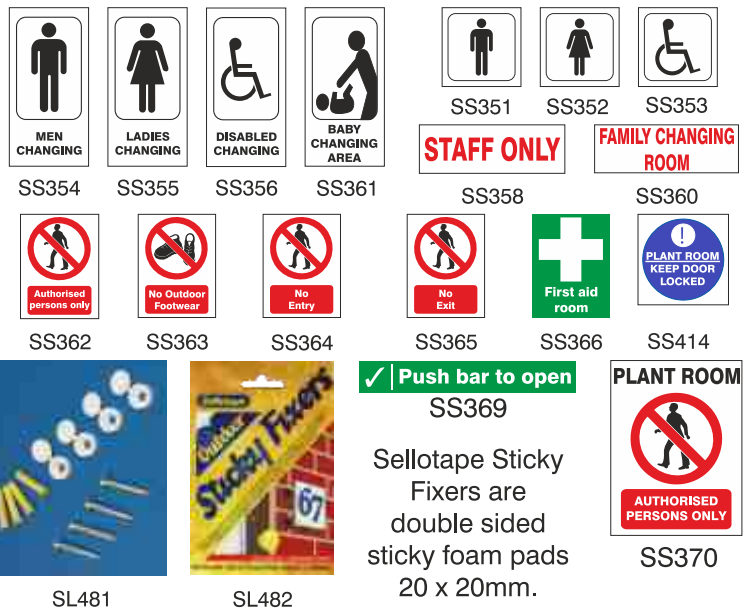 MEN
CHANGING
LADIES
CHANGING
DISABLED
CHANGING
BABY
CHANGING
AREA
SS354
SS355
SS356
SS361
SS351
SS352
SS353
STAFF ONLY
SS358
FAMILY CHANGING
ROOM
SS360
Authorised
persons only
SS362
No Outdoor
Footwear
SS363
No
Entry
SS364
No
Exit
SS365
First aid
room
SS366
!
PLANT ROOM
KEEP DOOR
LOCKED
SS414
SL481
Sellotape
Outdoor
Sticky Fixers
67
SL482
✓ Push bar to open
SS369
Sellotape Sticky
Fixers are
double sided
sticky foam pads
20 x 20mm.
PLANT ROOM
AUTHORISED
PERSONS ONLY
SS370